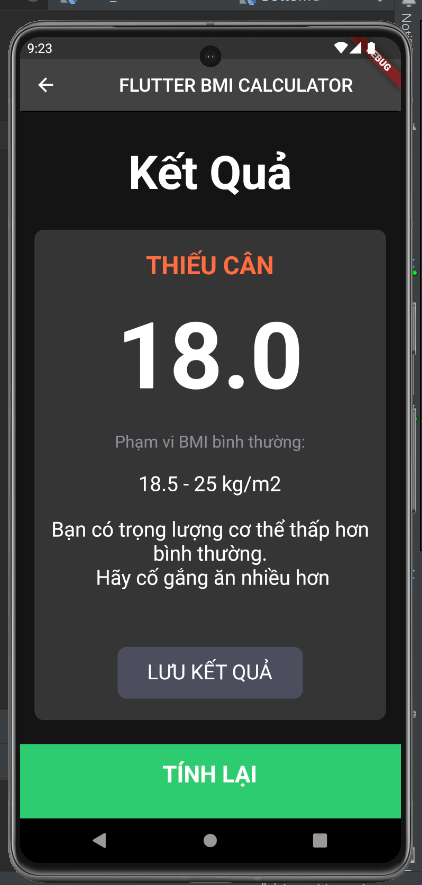 9:23
DEBUG
FLUTTER BMI CALCULATOR
Kết Quả
THIẾU CÂN
18.0
Phạm vi BMI bình thường:
18.5 - 25 kg/m2
Bạn có trọng lượng cơ thể thấp hơn
bình thường.
Hãy cố gắng ăn nhiều hơn
LƯU KẾT QUẢ
TÍNH LẠI